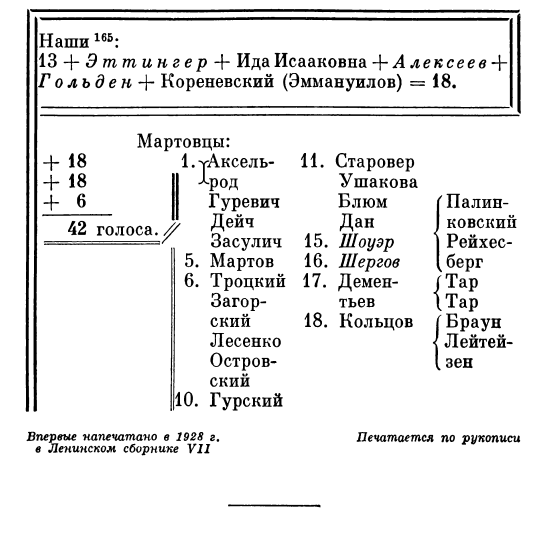 Наши 165:
13 + Эттингер + Ида Исааковна + Алексеев +
Гольден + Кореневский (Эммануилов) = 18.
Мартовцы:
+ 18
+ 18
+ 6
42 голоса.
1. Аксель-
род
Гуревич
Дейч
Засулич
5. Мартов
6. Троцкий
Загор-
ский
Лесенко
Остров-
ский
10. Гурский
11. Старовер
Ушакова
Блюм
Дан
15. Шоуэр
16. Шергов
17. Демен-
тьев
18. Кольцов
Палин-
ковский
Рейхес-
берг
Тар
Тар
Браун
Лейтей-
зен
Впервые напечатано в 1928 г.
в Ленинском сборнике VII
Печатается по рукописи